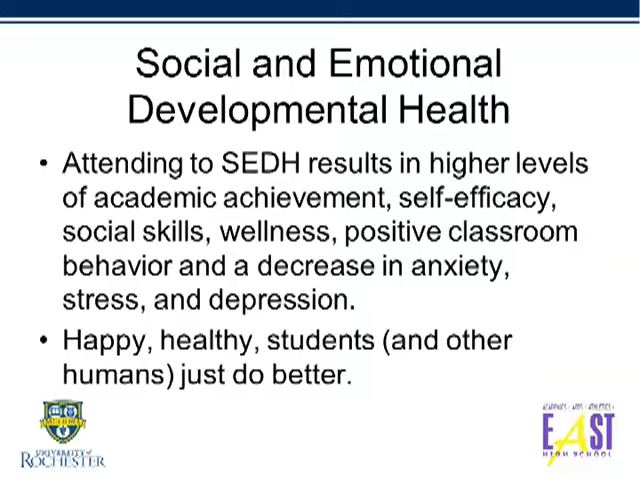 Social and Emotional
Developmental Health
• Attending to SEDH results in higher levels
of academic achievement, self-efficacy,
social skills, wellness, positive classroom
behavior and a decrease in anxiety,
stress, and depression.
• Happy, healthy, students (and other
humans) just do better.
UNIVERSITY of
ROCHESTER
EAST
HIGH SCHOOL